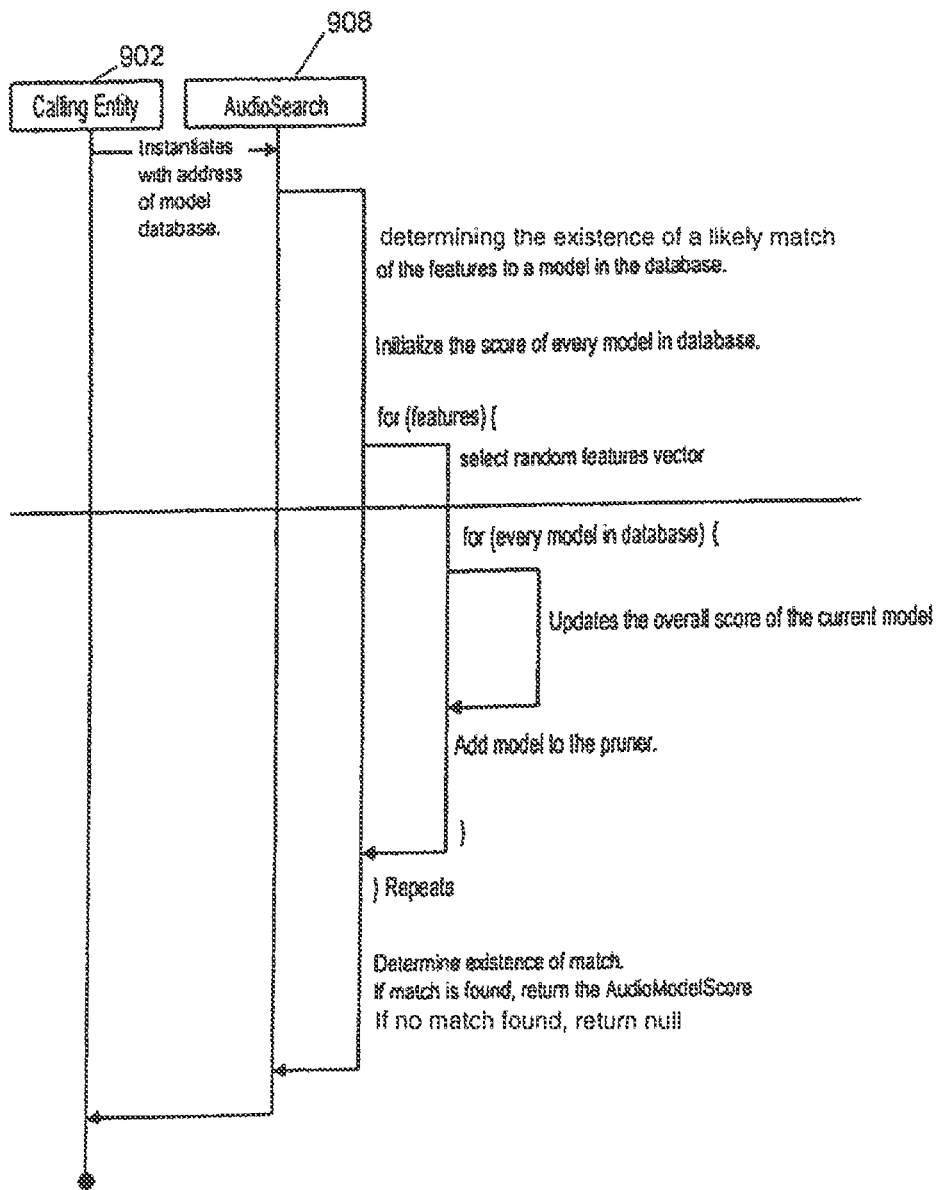 908
902
Calling Entity
AudioSearch
Instantiates
with address
of model
database.
determining the existence of a likely match
of the features to a model in the database.
Initialize the score of every model in database.
for (features) {
select random features vector
for (every model in database) {
Updates the overall score of the current model
Add model to the pruner.
}
} Repeats
Determine existence of match.
If match is found, return the AudioModelScore
If no match found, return null